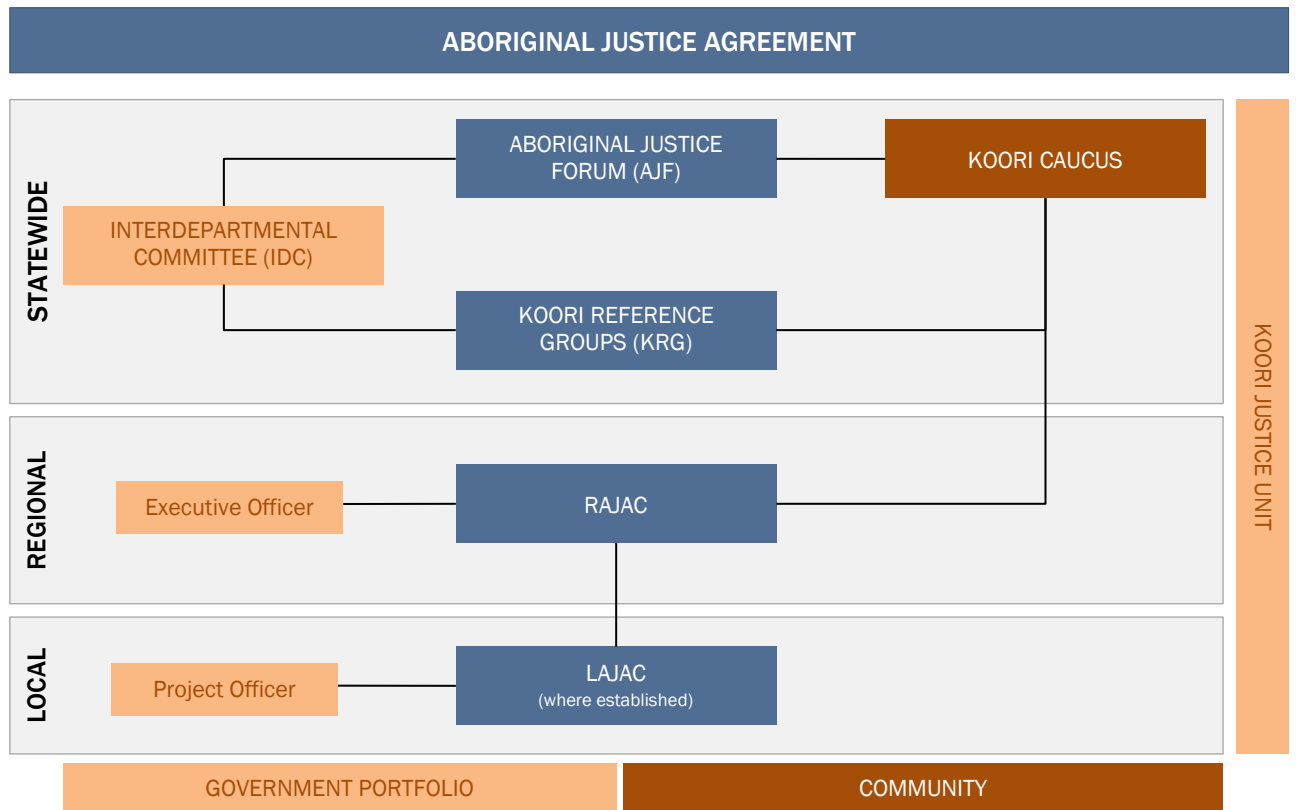 ABORIGINAL JUSTICE AGREEMENT
STATEWIDE
ABORIGINAL JUSTICE
FORUM (AJF)
KOORI CAUCUS
INTERDEPARTMENTAL
COMMITTEE (IDC)
KOORI REFERENCE
GROUPS (KRG)
KOORI JUSTICE UNIT
REGIONAL
Executive Officer
RAJAC
LOCAL
Project Officer
LAJAC
(where established)
GOVERNMENT PORTFOLIO
COMMUNITY